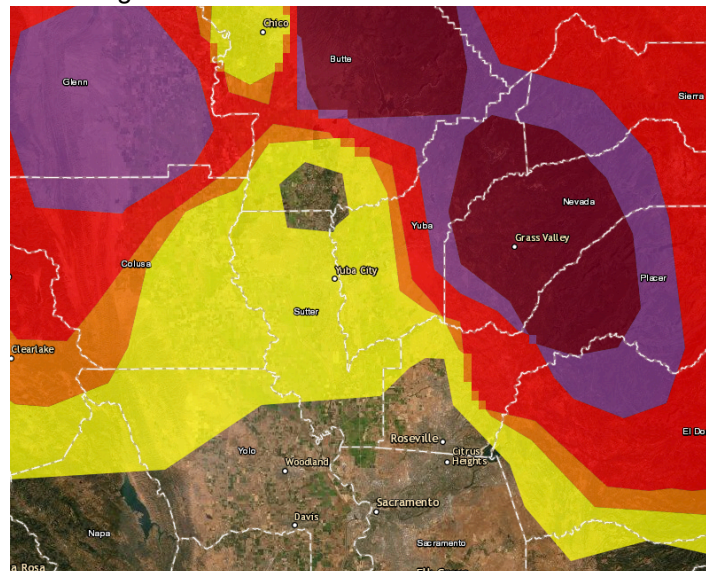 Chico
Butte
Glenn
Sierra
Nevada
Yuba
Grass Valley
Colusa
Yuba City
Placer
Sutter
Clearlake
El Do
Roseville
Citrus
Heights
Yolo
Woodland
Sacramento
Davis
Napa
Sacramento
a Rosa